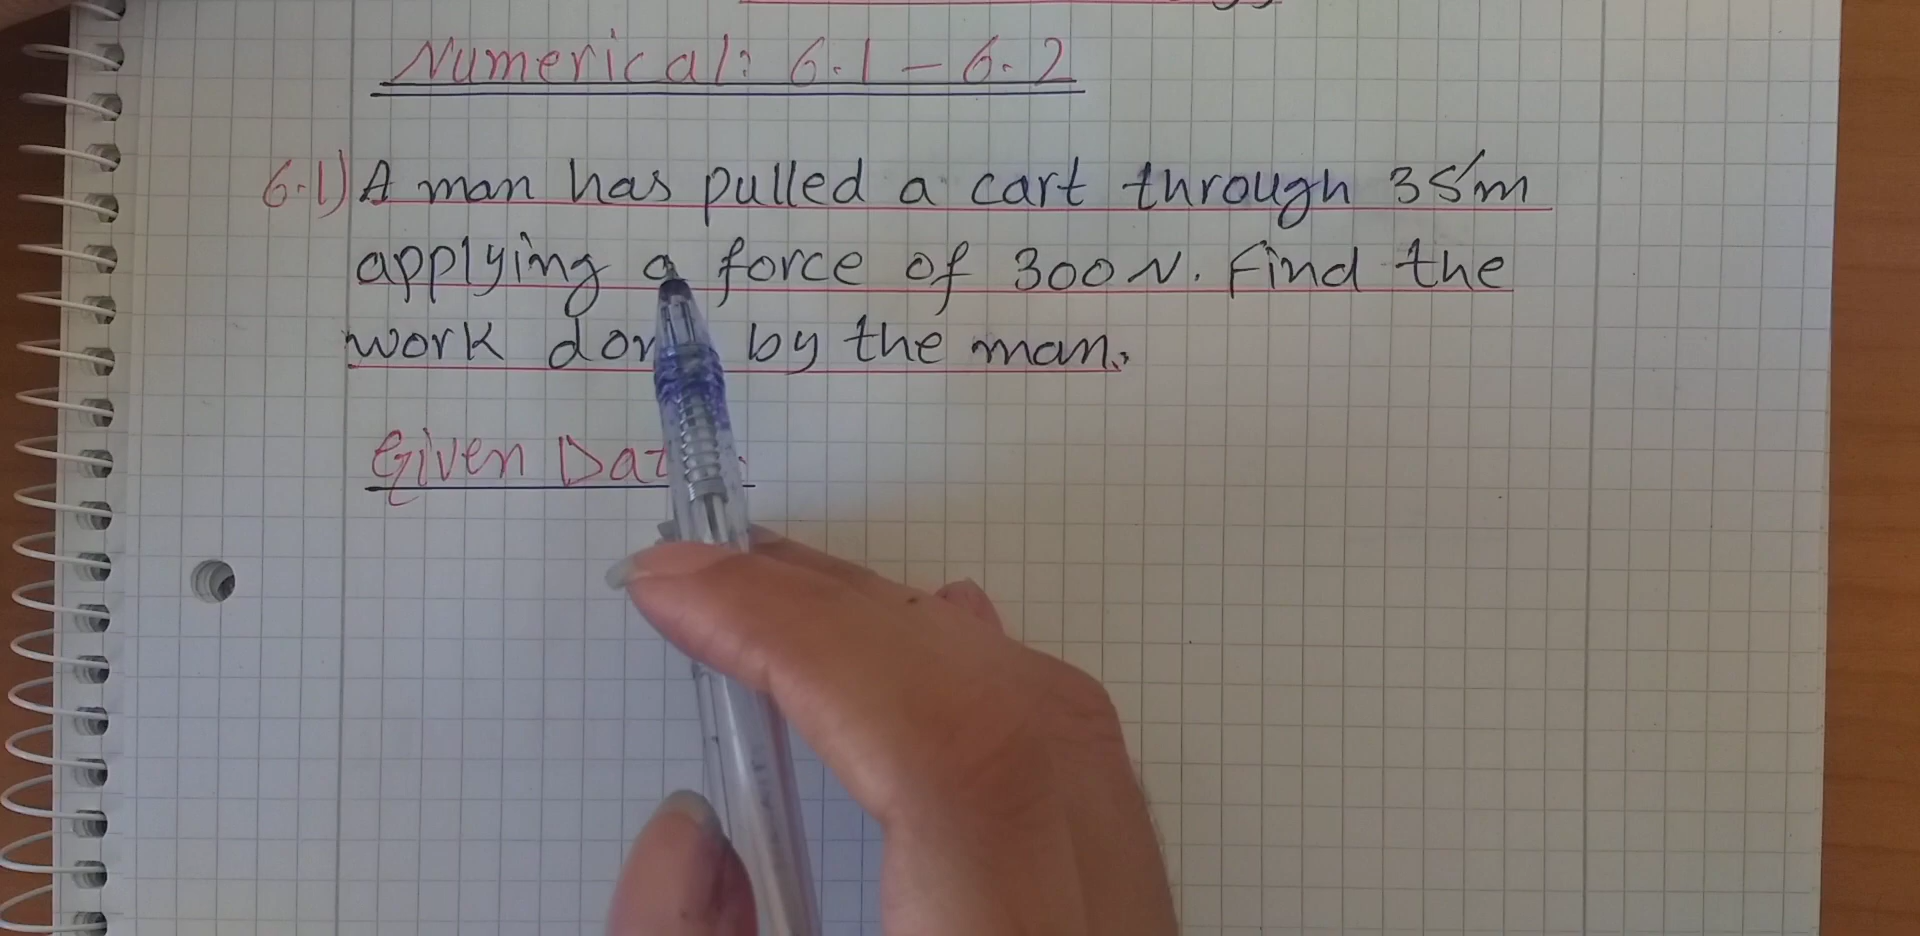 Numerical: 6.1 - 6.2
6.1) A man has pulled a cart through 35m
applying a force of 300N. Find the
work by the man.
Given